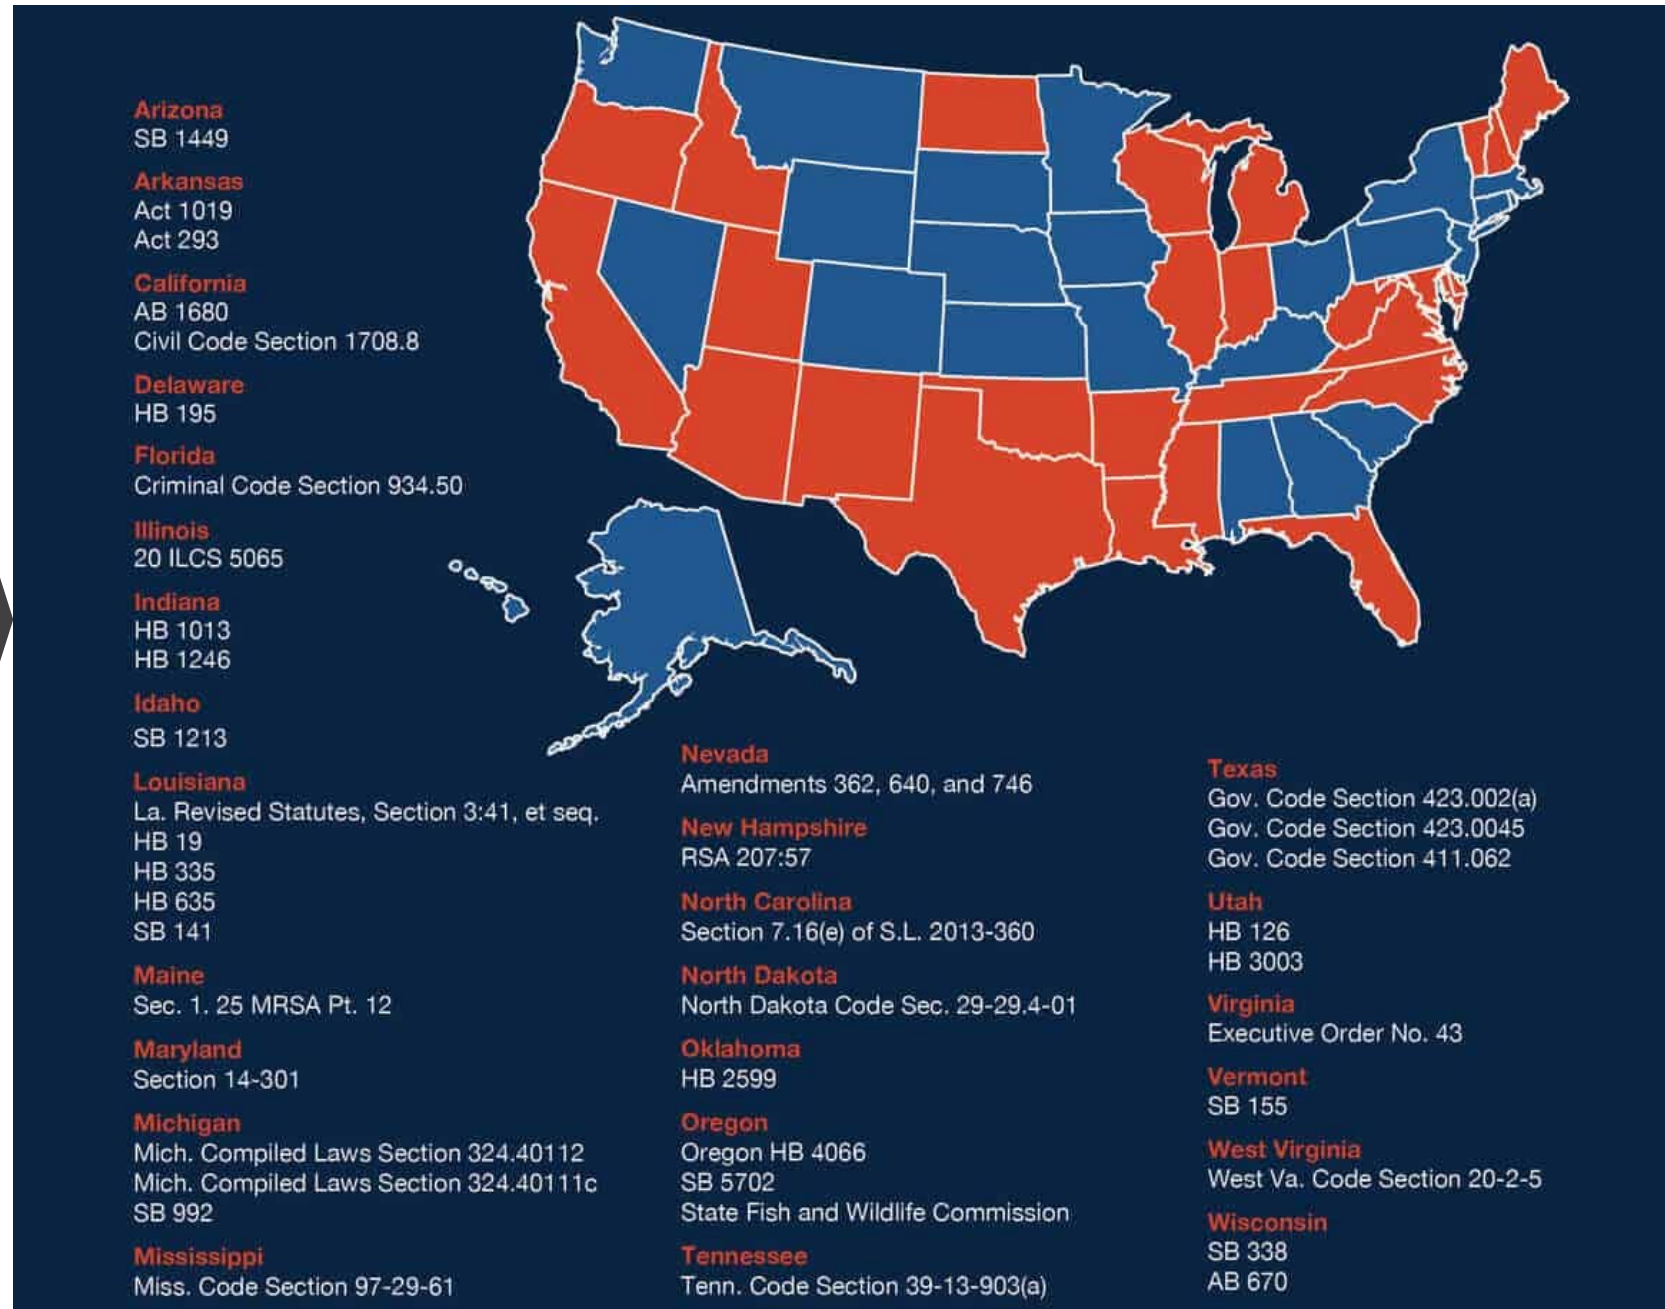 Arizona
SB 1449
Arkansas
Act 1019
Act 293
California
AB 1680
Civil Code Section 1708.8
Delaware
HB 195
Florida
Criminal Code Section 934.50
Illinois
20 ILCS 5065
Indiana
HB 1013
HB 1246
Idaho
SB 1213
Louisiana
La. Revised Statutes, Section 3:41, et seq.
HB 19
HB 335
HB 635
SB 141
Maine
Sec. 1. 25 MRSA Pt. 12
Maryland
Section 14-301
Michigan
Mich. Compiled Laws Section 324.40112
Mich. Compiled Laws Section 324.40111c
SB 992
Mississippi
Miss. Code Section 97-29-61
Nevada
Amendments 362, 640, and 746
New Hampshire
RSA 207:57
North Carolina
Section 7.16(e) of S.L. 2013-360
North Dakota
North Dakota Code Sec. 29-29.4-01
Oklahoma
HB 2599
Oregon
Oregon HB 4066
SB 5702
State Fish and Wildlife Commission
Tennessee
Tenn. Code Section 39-13-903(a)
Texas
Gov. Code Section 423.002(a)
Gov. Code Section 423.0045
Gov. Code Section 411.062
Utah
HB 126
HB 3003
Virginia
Executive Order No. 43
Vermont
SB 155
West Virginia
West Va. Code Section 20-2-5
Wisconsin
SB 338
AB 670